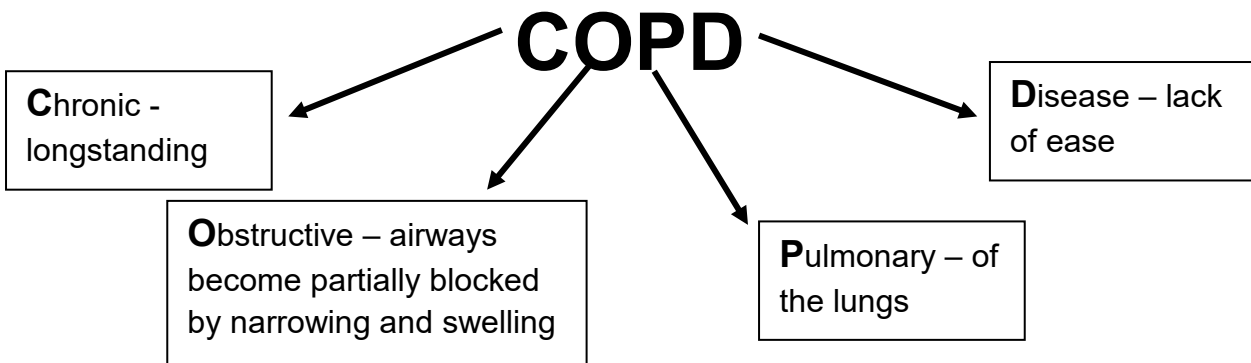 COPD
Chronic -
longstanding
Disease – lack
of ease
Obstructive – airways
become partially blocked
by narrowing and swelling
Pulmonary – of
the lungs